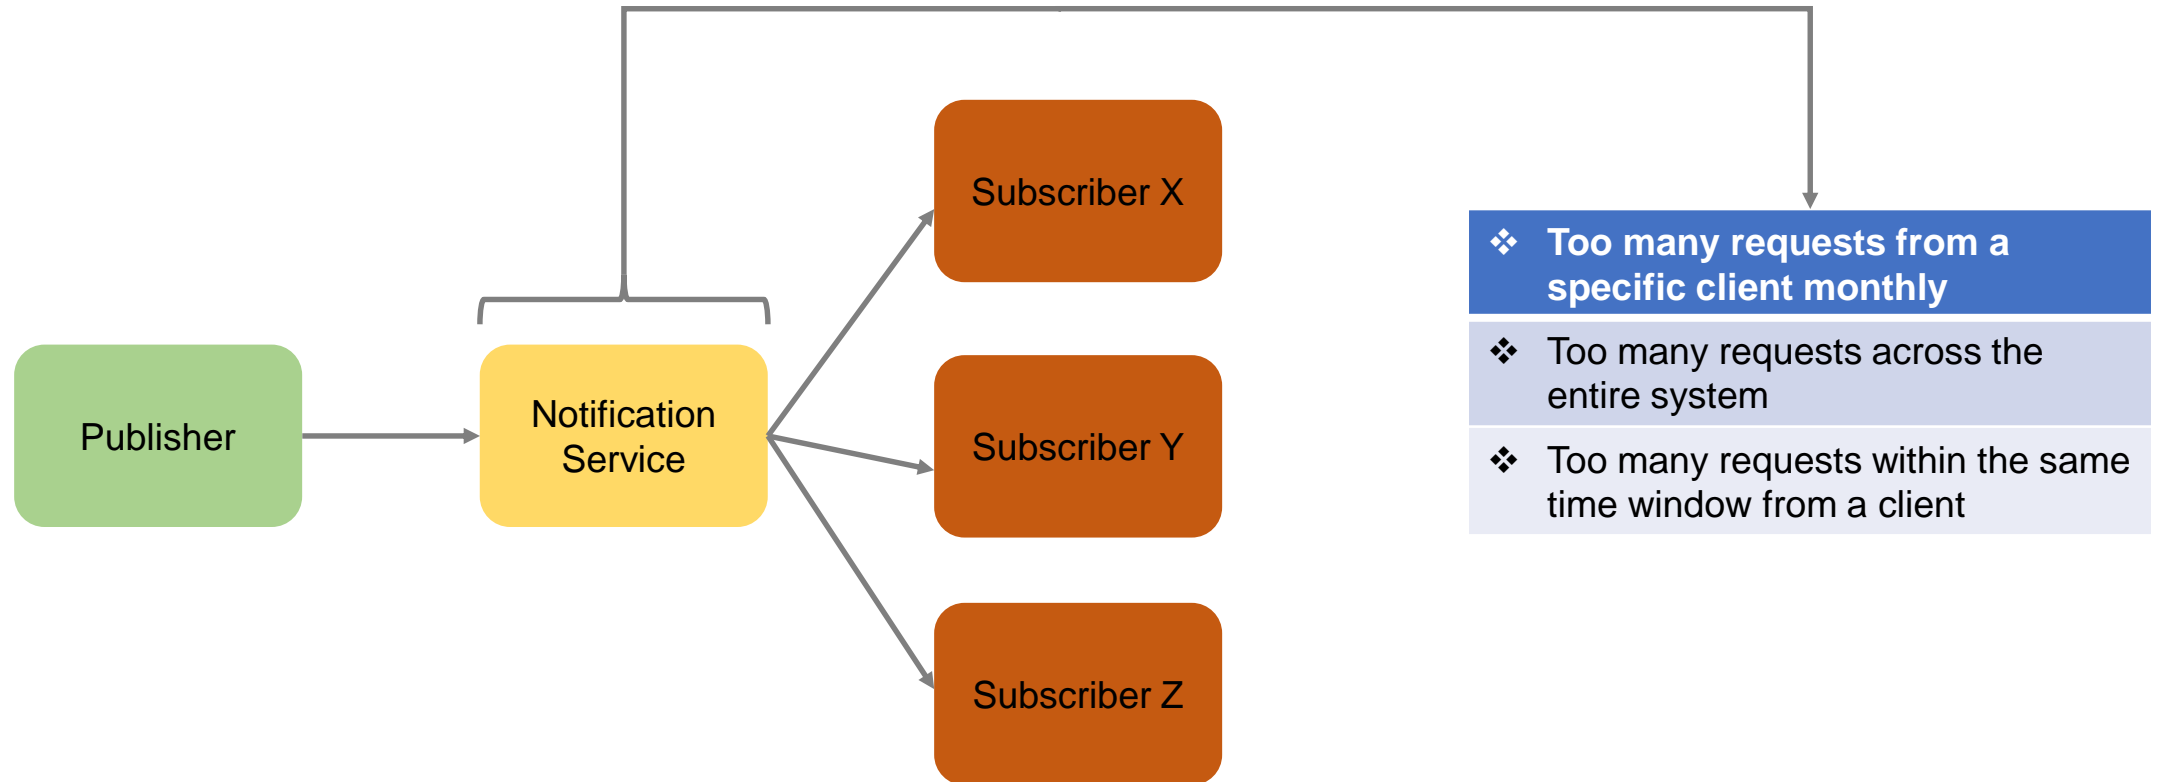 Publisher
Notification
Service
Subscriber X
Subscriber Y
Subscriber Z
❖ Too many requests from a
specific client monthly
❖ Too many requests across the
entire system
❖ Too many requests within the same
time window from a client